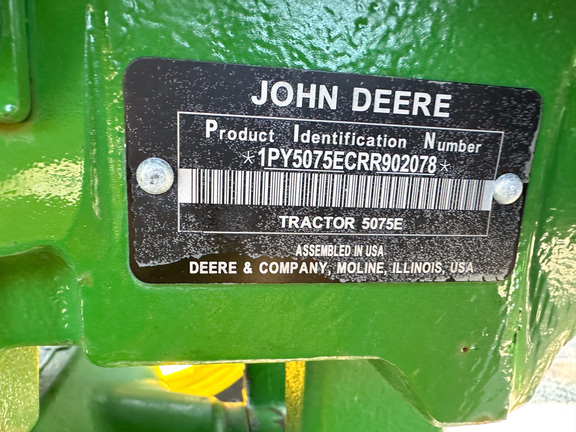 JOHN DEERE
Product Identification Number
*1PY5075ECRR902078*
TRACTOR 5075E
ASSEMBLED IN USA
DEERE & COMPANY, MOLINE, ILLINOIS, USA